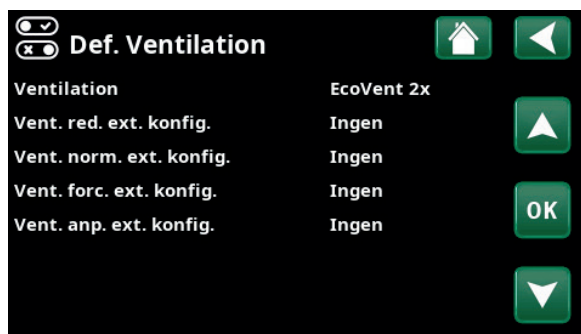 Def. Ventilation
Ventilation EcoVent 2x
Vent. red. ext. konfig. Ingen
Vent. norm. ext. konfig. Ingen
Vent. forc. ext. konfig. Ingen
Vent. anp. ext. konfig. Ingen
OK